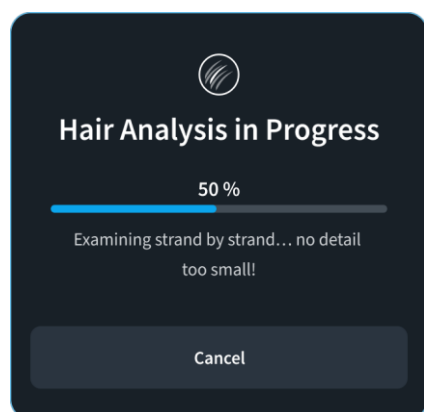 Hair Analysis in Progress
50 %
Examining strand by strand... no detail
too small!
Cancel